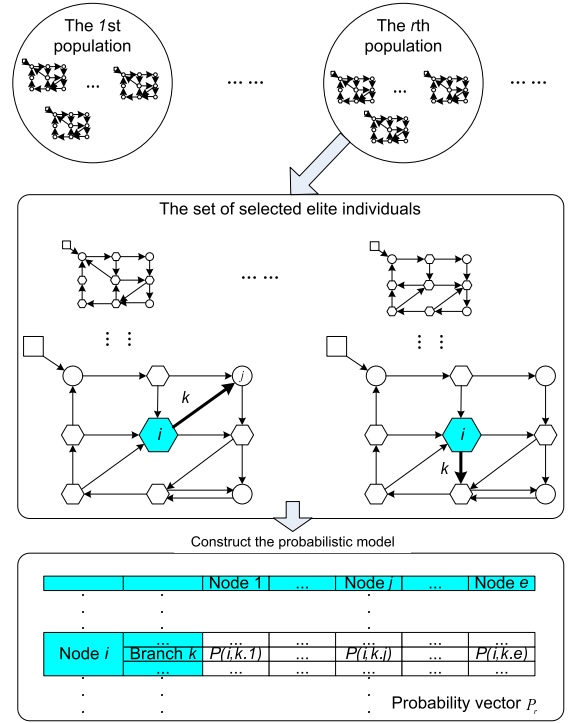 The 1st population
The rth population
...
... ...
...
... ...
The set of selected elite individuals
... ...
j
k
i
i
k
Construct the probabilistic model
Node 1 ... Node j ... Node e
... ... ... ... ... ...
Node i Branch k P(i,k.1) ... P(i,k.j) ... P(i,k.e)
... ... ... ... ... ...
Probability vector Pr